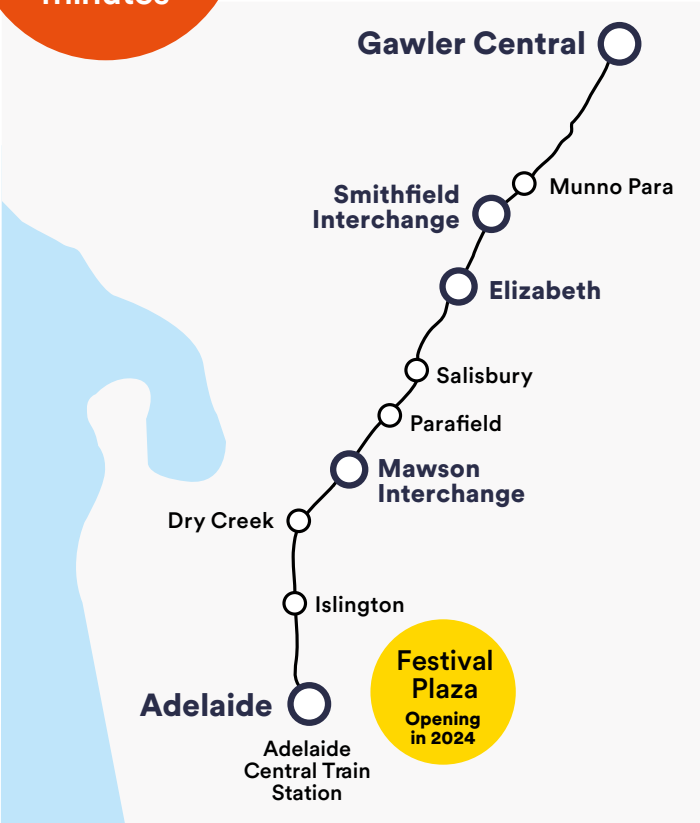 minutes
Gawler Central
Munno Para
Smithfield
Interchange
Elizabeth
Salisbury
Parafield
Mawson
Interchange
Dry Creek
Islington
Festival
Plaza
Opening
in 2024
Adelaide
Adelaide
Central Train
Station